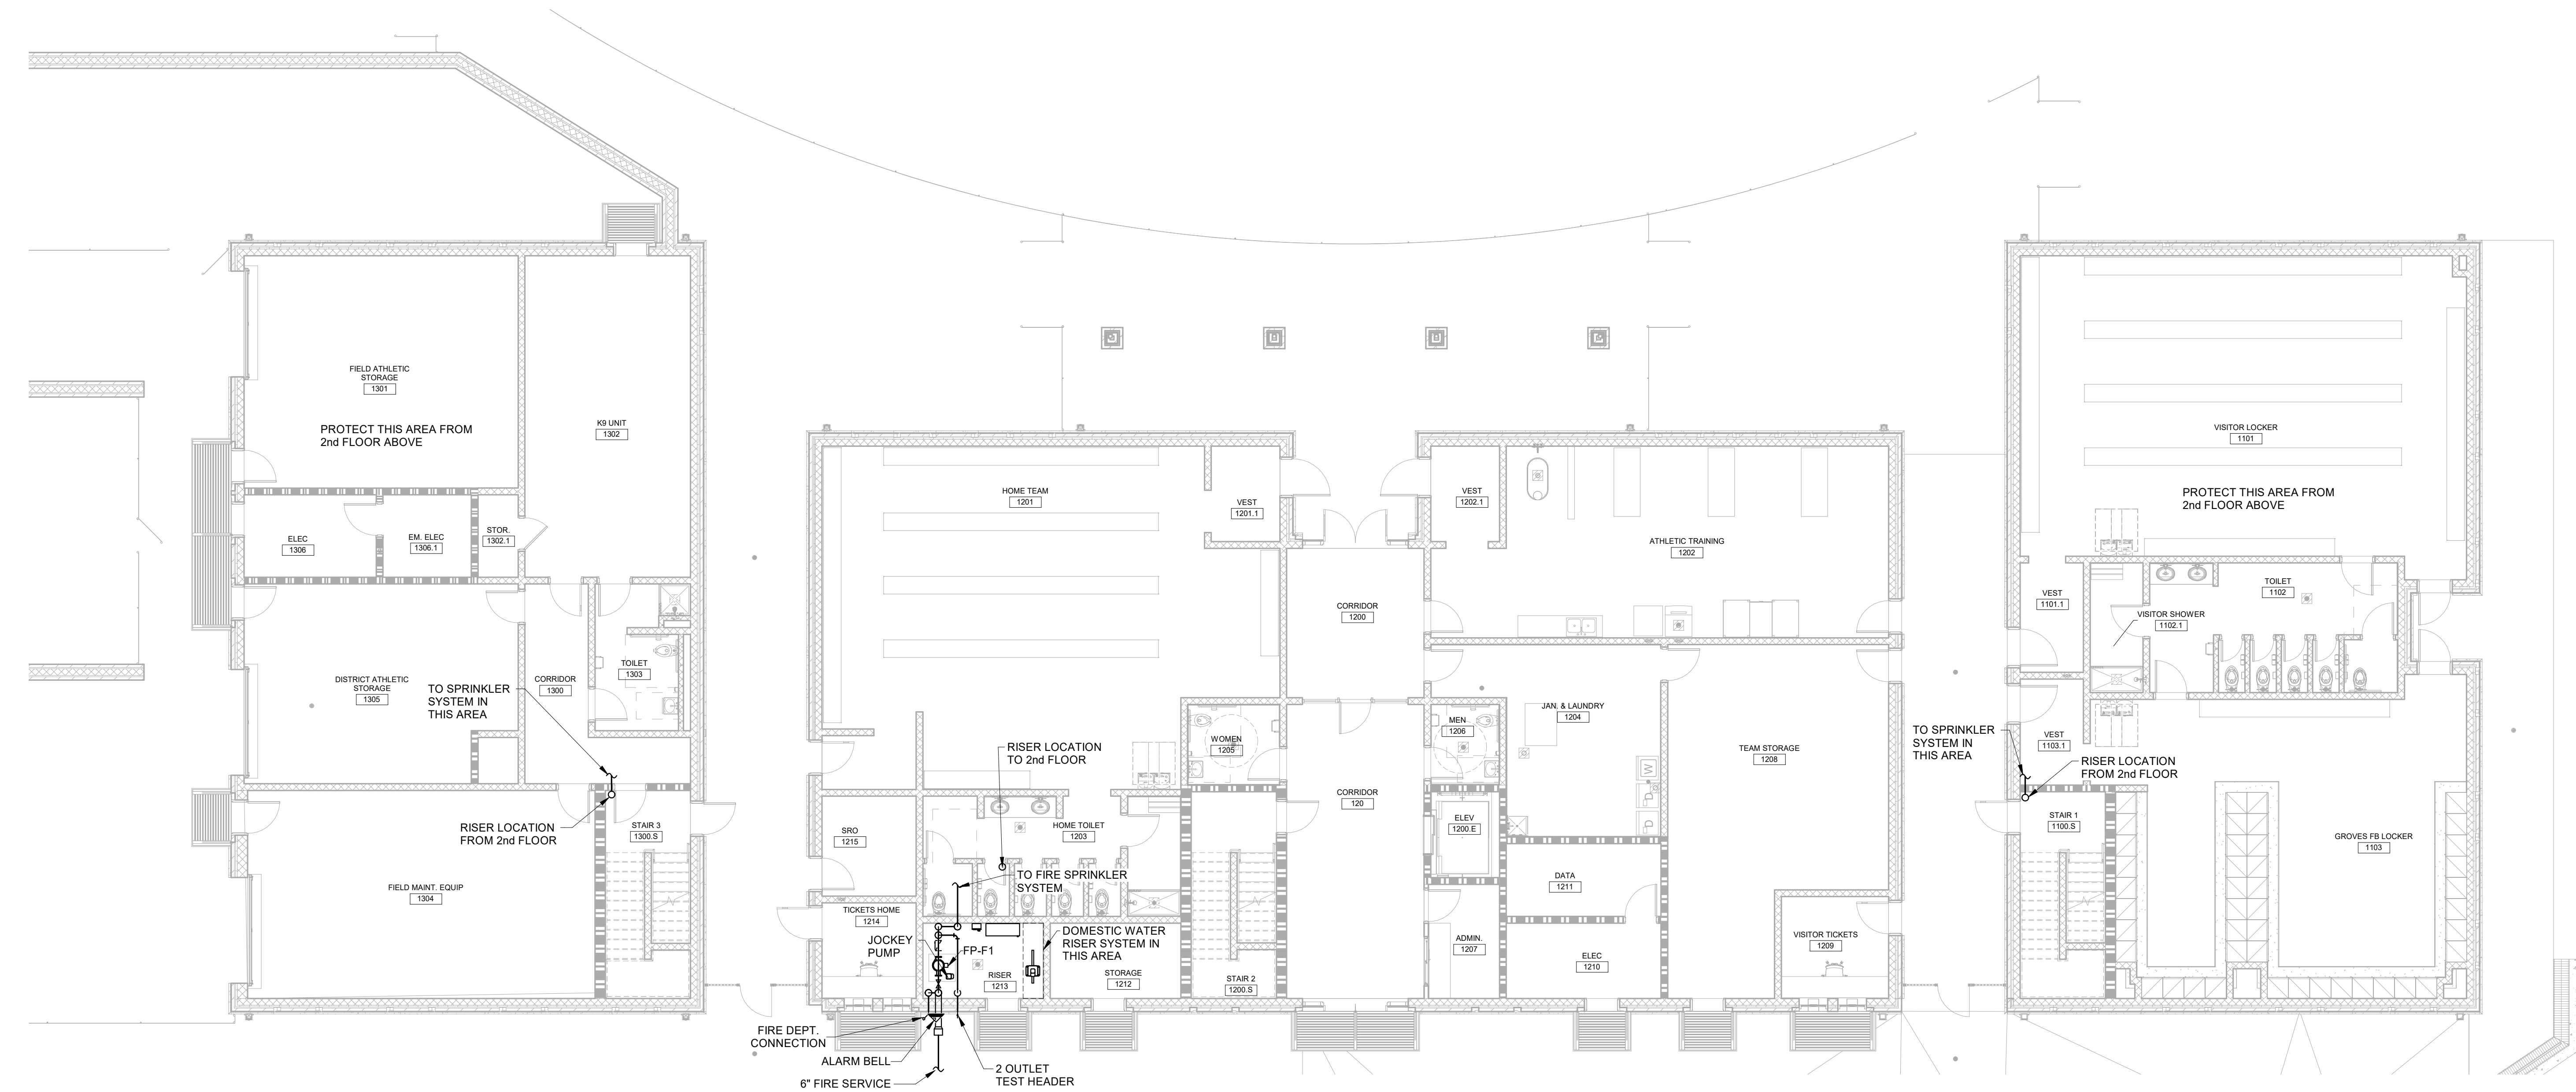 FIELD ATHLETIC
STORAGE
1301
PROTECT THIS AREA FROM
2nd FLOOR ABOVE
K9 UNIT
1302
ELEC
1306
EM. ELEC
1306.1
STOR.
1302.1
DISTRICT ATHLETIC
STORAGE
1305
TO SPRINKLER
SYSTEM IN
THIS AREA
CORRIDOR
1300
TOILET
1303
RISER LOCATION
FROM 2nd FLOOR
STAIR 3
1300.S
FIELD MAINT. EQUIP
1304
HOME TEAM
1201
VEST
1201.1
VEST
1202.1
ATHLETIC TRAINING
1202
CORRIDOR
1200
WOMEN
1205
MEN
1206
JAN. & LAUNDRY
1204
W
TEAM STORAGE
1208
RISER LOCATION
TO 2nd FLOOR
CORRIDOR
120
ELEV
1200.E
SRO
1215
HOME TOILET
1203
TO FIRE SPRINKLER
SYSTEM
DATA
1211
TICKETS HOME
1214
JOCKEY
PUMP
FP-F1
DOMESTIC WATER
RISER SYSTEM IN
THIS AREA
RISER
1213
STORAGE
1212
STAIR 2
1200.S
ADMIN.
1207
ELEC
1210
VISITOR TICKETS
1209
FIRE DEPT.
CONNECTION
ALARM BELL
6" FIRE SERVICE
2 OUTLET
TEST HEADER
VISITOR LOCKER
1101
PROTECT THIS AREA FROM
2nd FLOOR ABOVE
VEST
1101.1
TOILET
1102
VISITOR SHOWER
1102.1
TO SPRINKLER
SYSTEM IN
THIS AREA
VEST
1103.1
RISER LOCATION
FROM 2nd FLOOR
STAIR 1
1100.S
GROVES FB LOCKER
1103